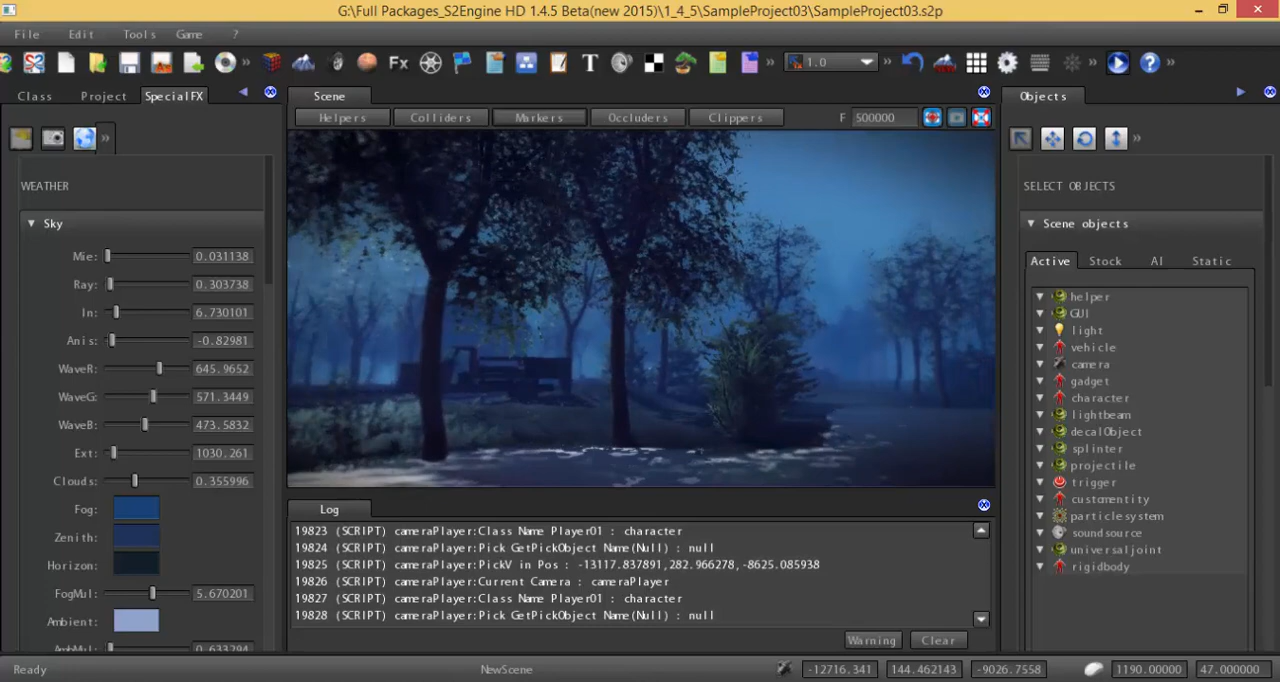 G:\Full Packages_S2Engine HD 1.4.5 Beta(new 2015)\1_4_5\SampleProject03\SampleProject03.s2p
File Edit Tools Game ?
Fx T 1.0
Class Project SpecialFX
Scene
Objects
Helpers Colliders Markers Occluders Clippers F 500000
WEATHER
Sky
Mie: 0.031138
Ray: 0.303738
In: 6.730101
Anis: -0.82981
WaveR: 645.9652
WaveG: 571.3449
WaveB: 473.5832
Ext: 1030.261
Clouds: 0.355996
Fog:
Zenith:
Horizon:
FogMul: 5.670201
Ambient:
AmbMul: 0.633294
Log
19823 (SCRIPT) cameraPlayer:Class Name Player01 : character
19824 (SCRIPT) cameraPlayer:Pick GetPickObject Name(Null) : null
19825 (SCRIPT) cameraPlayer:PickV in Pos : -13117.837891,282.966278,-8625.085938
19826 (SCRIPT) cameraPlayer:Current Camera : cameraPlayer
19827 (SCRIPT) cameraPlayer:Class Name Player01 : character
19828 (SCRIPT) cameraPlayer:Pick GetPickObject Name(Null) : null
Warning Clear
SELECT OBJECTS
Scene objects
Active Stock AI Static
helper
GUI
light
vehicle
camera
gadget
character
lightbeam
decalObject
splinter
projectile
trigger
customentity
particlesystem
soundsource
universaljoint
rigidbody
Ready NewScene -12716.341 144.462143 -9026.7558 1190.00000 47.000000